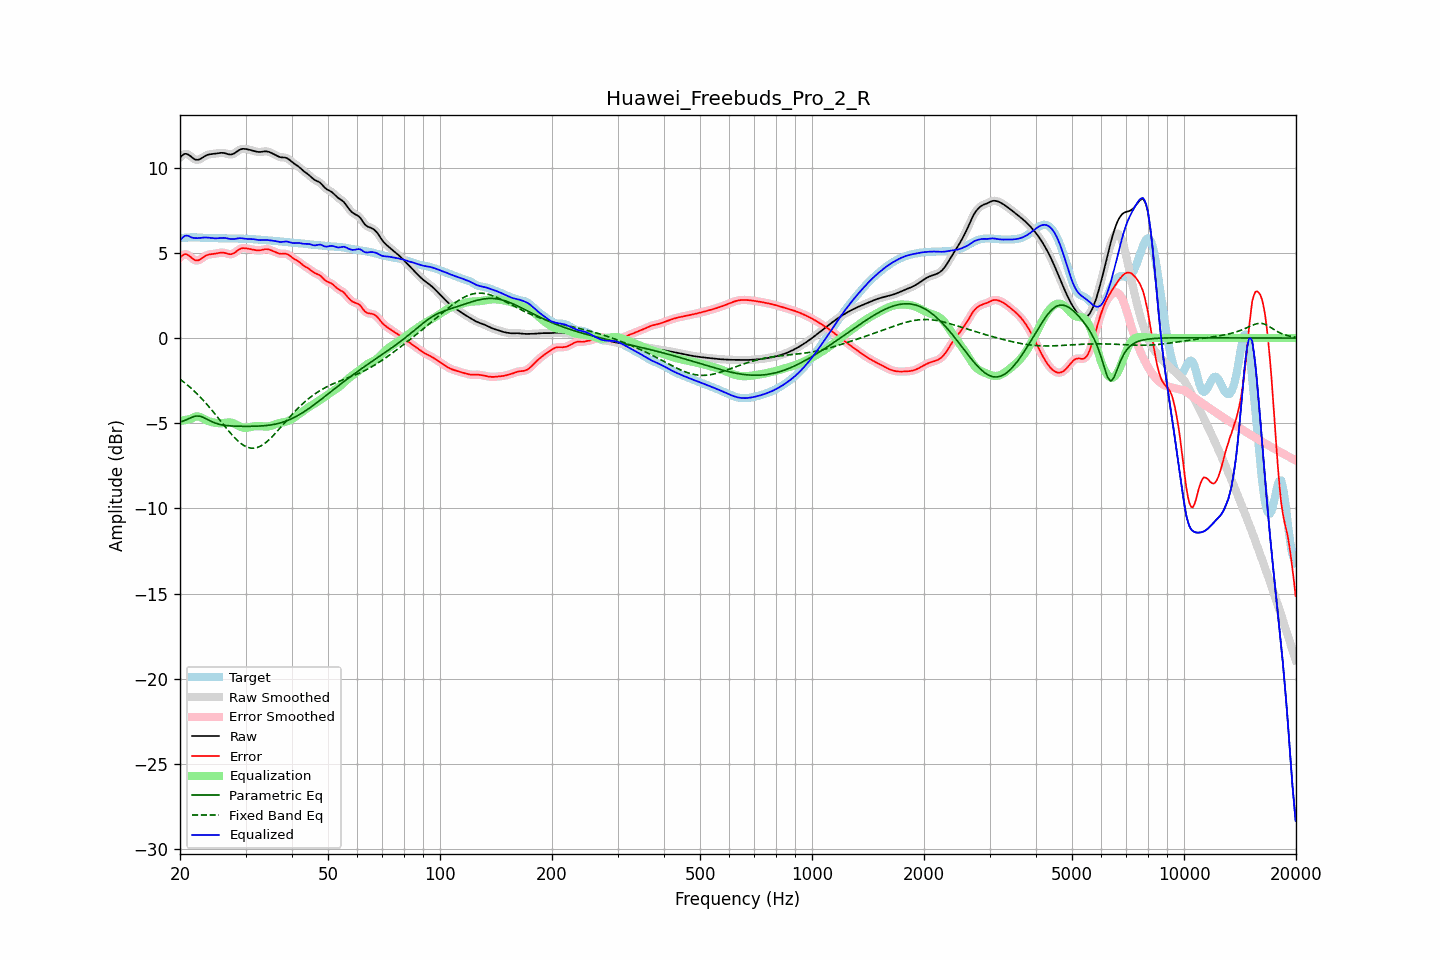 Huawei_Freebuds_Pro_2_R
Amplitude (dBr)
10
5
0
−5
−10
−15
−20
−25
−30
Target
Raw Smoothed
Error Smoothed
Raw
Error
Equalization
Parametric Eq
Fixed Band Eq
Equalized
20 50 100 200 500 1000 2000 5000 10000 20000
Frequency (Hz)